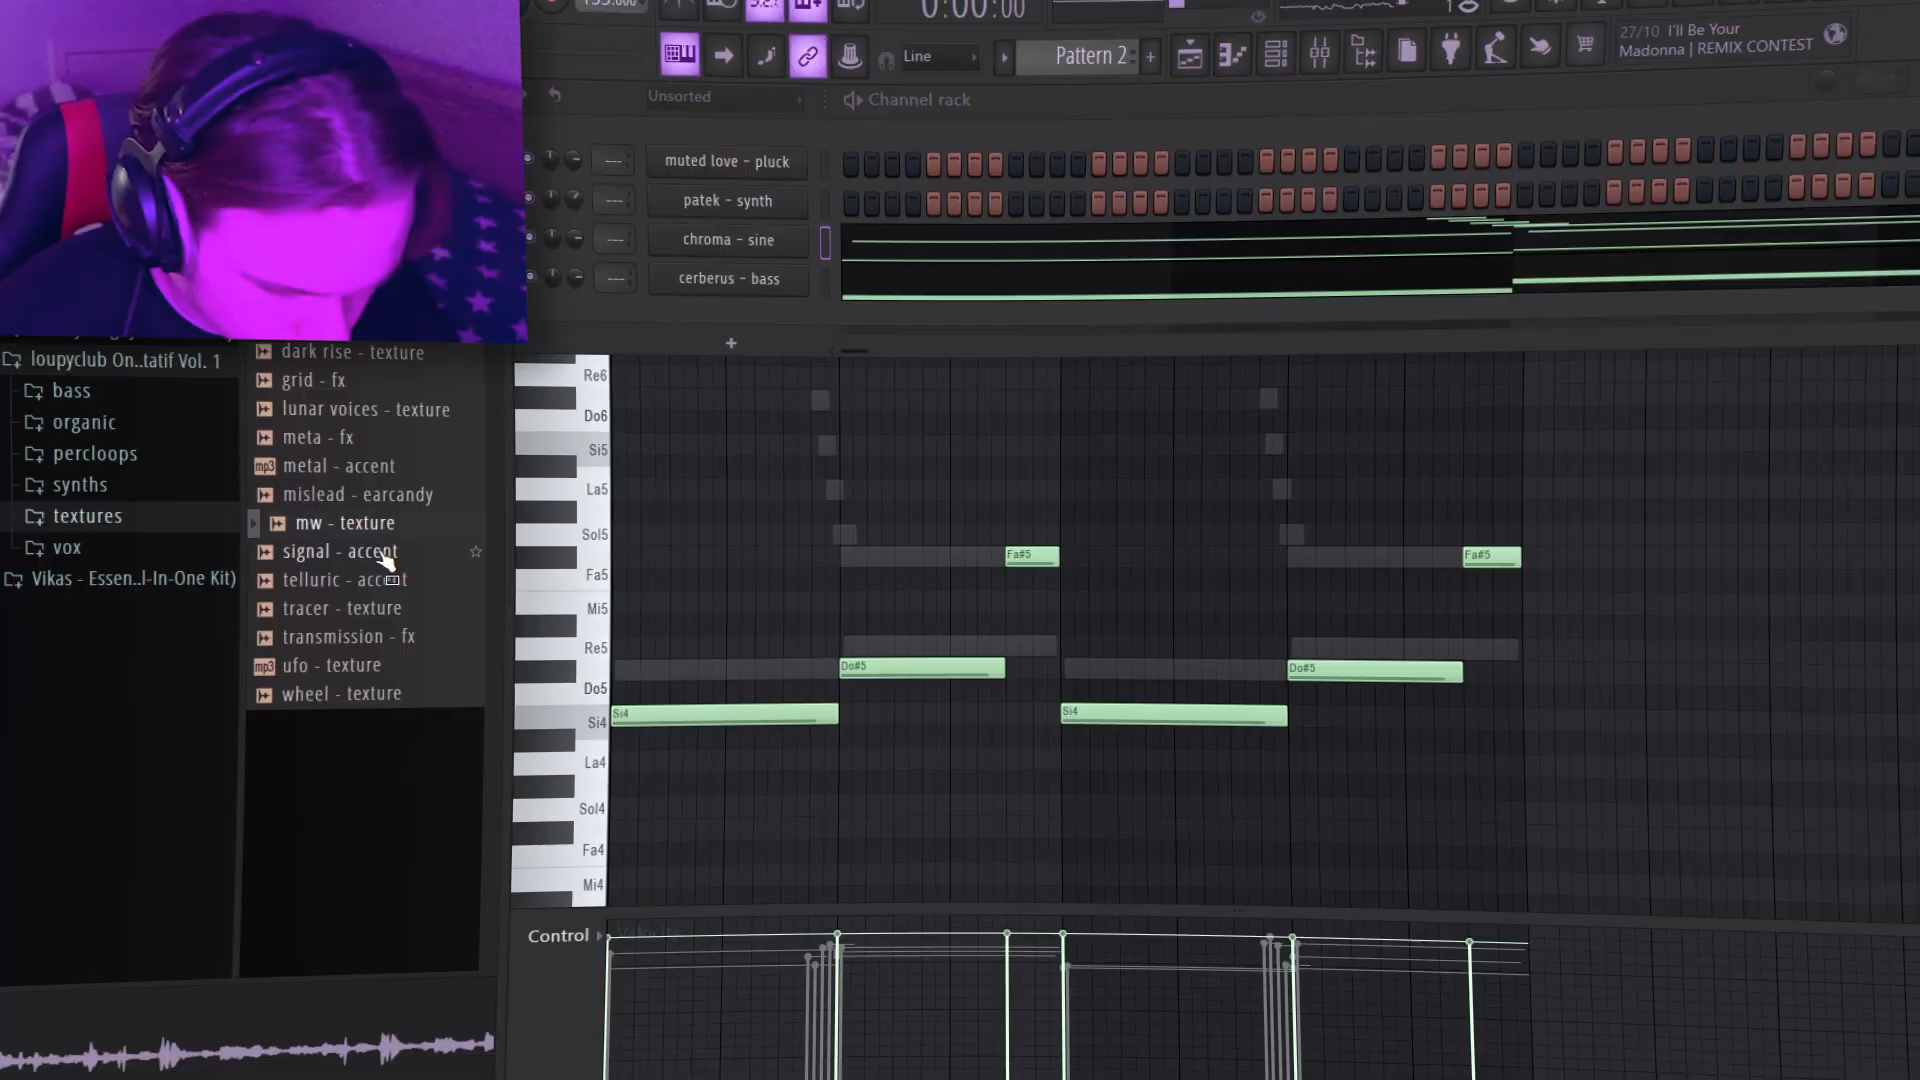 0:00:00
Line
Pattern 2
27/10 I'll Be Your
Madonna | REMIX CONTEST
Unsorted
Channel rack
muted love - pluck
patek - synth
chroma - sine
cerberus - bass
loupyclub On...tatif Vol. 1
bass
organic
percloops
synths
textures
vox
Vikas - Essen...l-In-One Kit)
dark rise - texture
grid - fx
lunar voices - texture
meta - fx
mp3 metal - accent
mislead - earcandy
mw - texture
signal - accent
telluric - accent
tracer - texture
transmission - fx
mp3 ufo - texture
wheel - texture
Re6
Do6
Si5
La5
Sol5
Fa5
Mi5
Re5
Do5
Si4
La4
Sol4
Fa4
Mi4
Fa#5
Fa#5
Do#5
Do#5
Si4
Si4
Control
Velocity